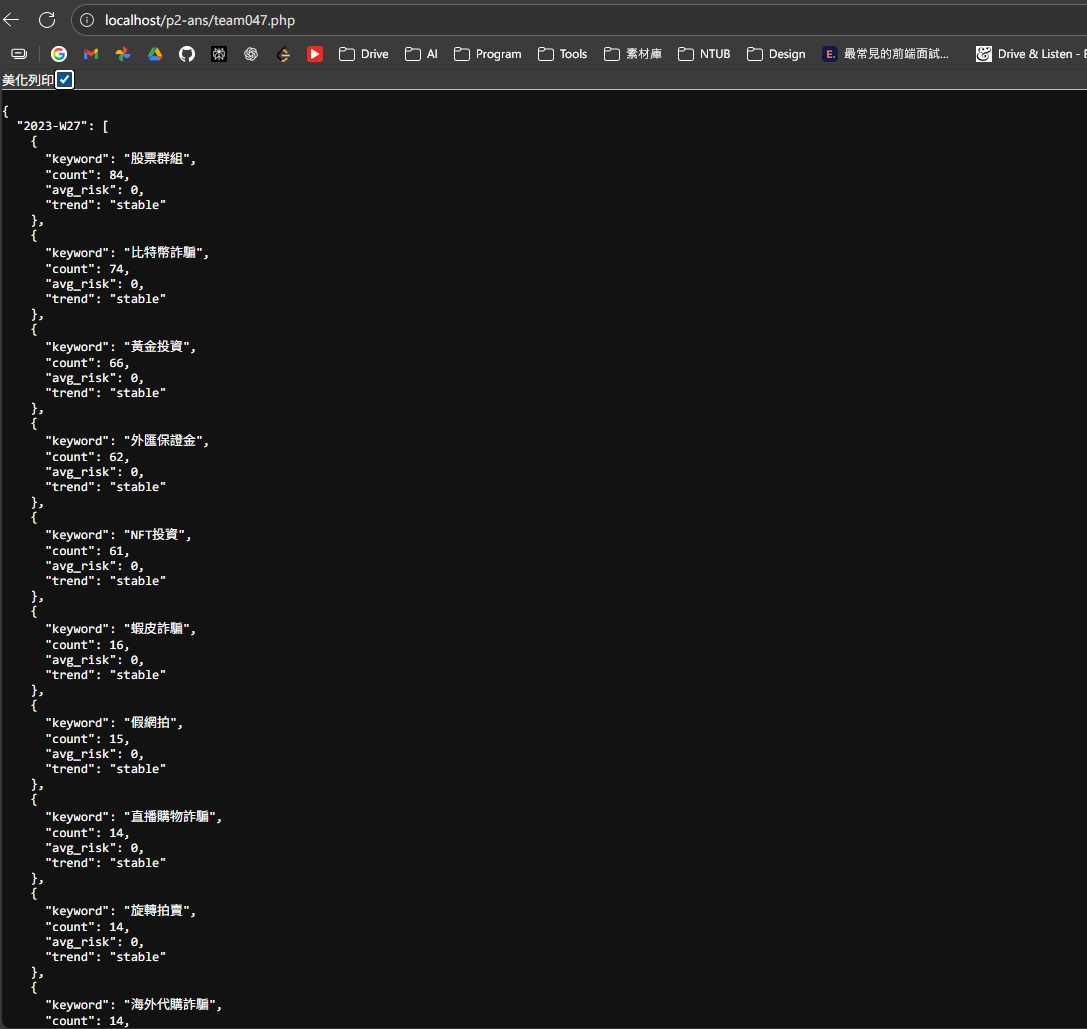 localhost/p2-ans/team047.php
Drive AI Program Tools 素材庫 NTUB Design E. 最常見的前端面試... Drive & Listen -
美化列印
{
  "2023-W27": [
    {
      "keyword": "股票群組",
      "count": 84,
      "avg_risk": 0,
      "trend": "stable"
    },
    {
      "keyword": "比特幣詐騙",
      "count": 74,
      "avg_risk": 0,
      "trend": "stable"
    },
    {
      "keyword": "黃金投資",
      "count": 66,
      "avg_risk": 0,
      "trend": "stable"
    },
    {
      "keyword": "外匯保證金",
      "count": 62,
      "avg_risk": 0,
      "trend": "stable"
    },
    {
      "keyword": "NFT投資",
      "count": 61,
      "avg_risk": 0,
      "trend": "stable"
    },
    {
      "keyword": "蝦皮詐騙",
      "count": 16,
      "avg_risk": 0,
      "trend": "stable"
    },
    {
      "keyword": "假網拍",
      "count": 15,
      "avg_risk": 0,
      "trend": "stable"
    },
    {
      "keyword": "直播購物詐騙",
      "count": 14,
      "avg_risk": 0,
      "trend": "stable"
    },
    {
      "keyword": "旋轉拍賣",
      "count": 14,
      "avg_risk": 0,
      "trend": "stable"
    },
    {
      "keyword": "海外代購詐騙",
      "count": 14,